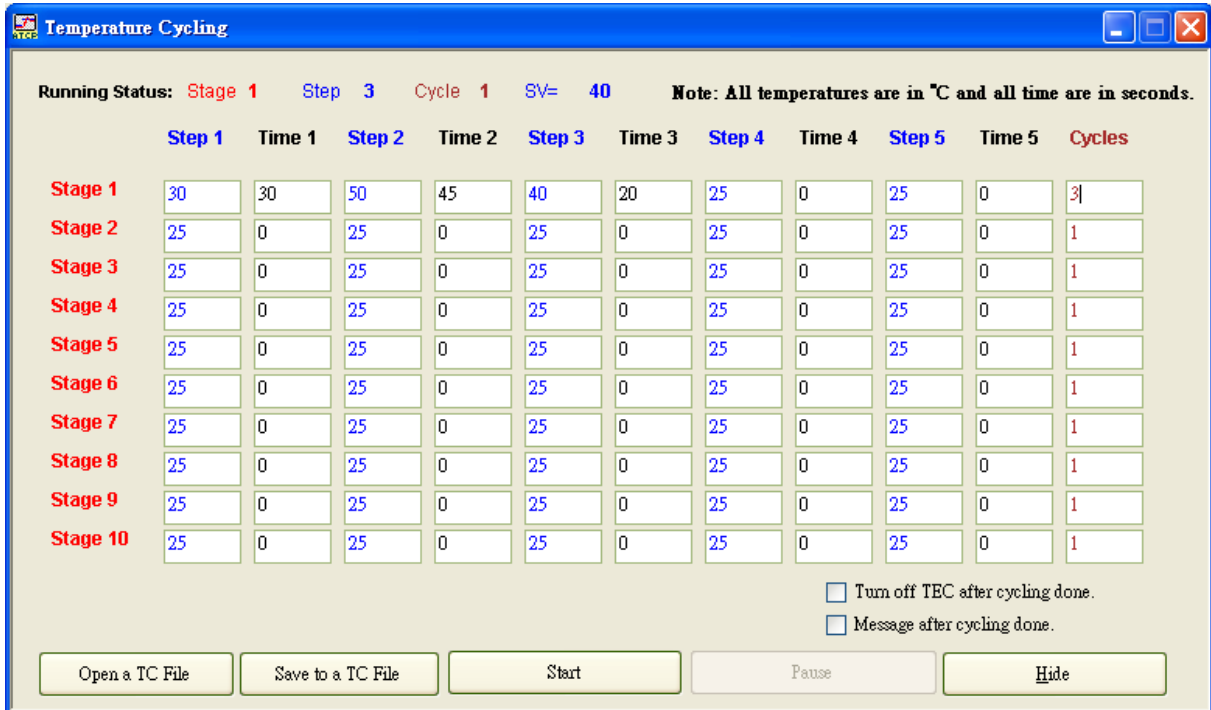 Temperature Cycling
Running Status: Stage 1 Step 3 Cycle 1 SV= 40 Note: All temperatures are in °C and all time are in seconds.
Step 1 Time 1 Step 2 Time 2 Step 3 Time 3 Step 4 Time 4 Step 5 Time 5 Cycles
Stage 1 30 30 50 45 40 20 25 0 25 0 3
Stage 2 25 0 25 0 25 0 25 0 25 0 1
Stage 3 25 0 25 0 25 0 25 0 25 0 1
Stage 4 25 0 25 0 25 0 25 0 25 0 1
Stage 5 25 0 25 0 25 0 25 0 25 0 1
Stage 6 25 0 25 0 25 0 25 0 25 0 1
Stage 7 25 0 25 0 25 0 25 0 25 0 1
Stage 8 25 0 25 0 25 0 25 0 25 0 1
Stage 9 25 0 25 0 25 0 25 0 25 0 1
Stage 10 25 0 25 0 25 0 25 0 25 0 1
Turn off TEC after cycling done.
Message after cycling done.
Open a TC File Save to a TC File Start Pause Hide